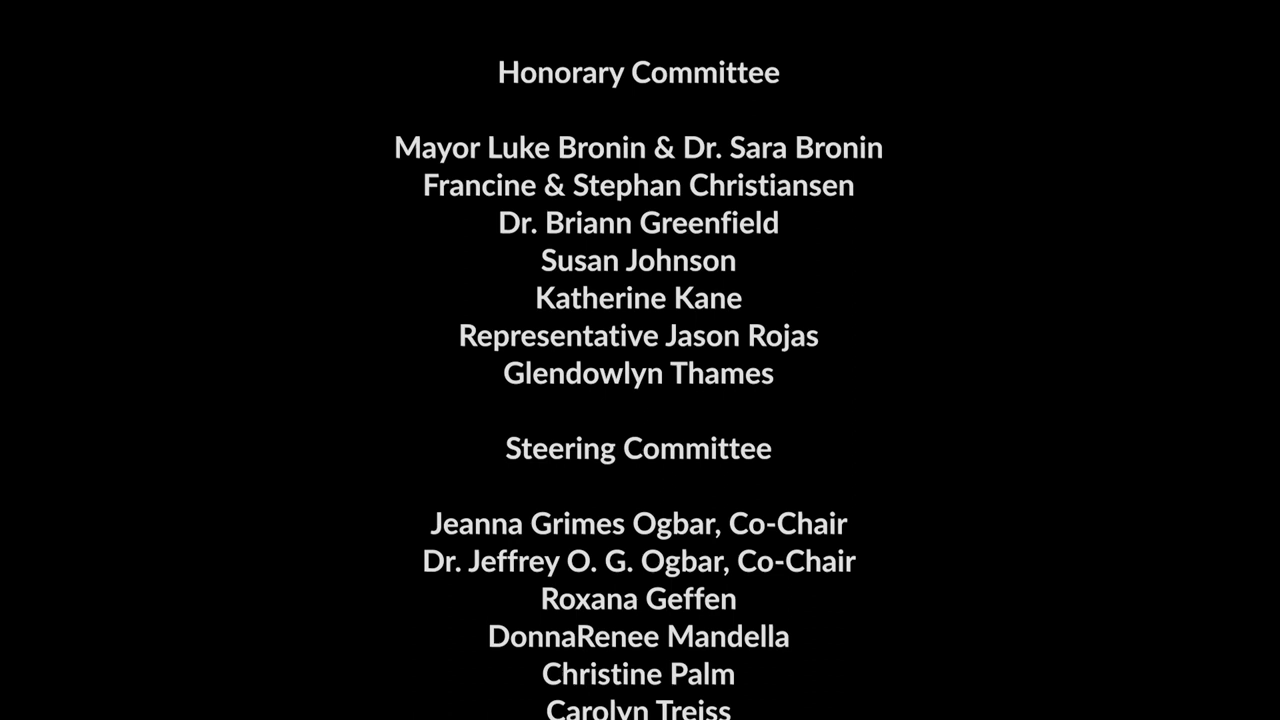 Honorary Committee
Mayor Luke Bronin & Dr. Sara Bronin
Francine & Stephan Christiansen
Dr. Briann Greenfield
Susan Johnson
Katherine Kane
Representative Jason Rojas
Glendowlyn Thames
Steering Committee
Jeanna Grimes Ogbar, Co-Chair
Dr. Jeffrey O. G. Ogbar, Co-Chair
Roxana Geffen
DonnaRenee Mandella
Christine Palm
Carolyn Treiss